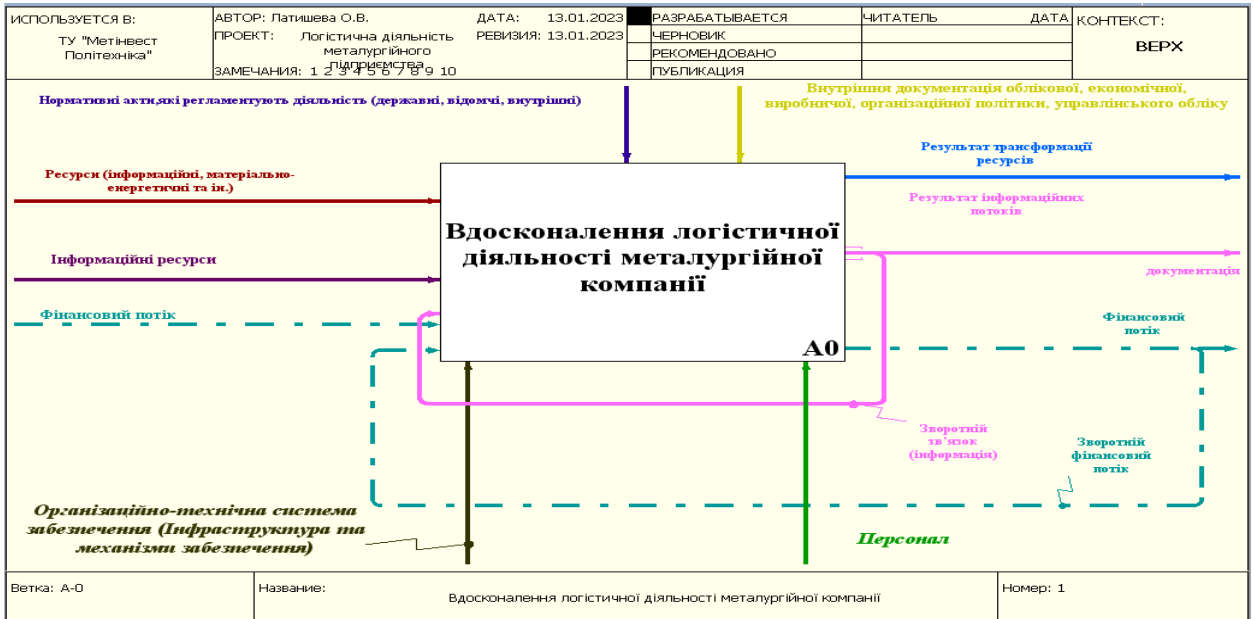 ИСПОЛЬЗУЕТСЯ В:
ТУ "Метінвест
Політехніка"
АВТОР: Латишева О.В.
ДАТА: 13.01.2023
ПРОЕКТ: Логістична діяльність
металургійного
підприємства
РЕВИЗИЯ: 13.01.2023
ЗАМЕЧАНИЯ: 1 2 3 4 5 6 7 8 9 10
РАЗРАБАТЫВАЕТСЯ
ЧЕРНОВИК
РЕКОМЕНДОВАНО
ПУБЛИКАЦИЯ
ЧИТАТЕЛЬ ДАТА
КОНТЕКСТ:
ВЕРХ
Нормативні акти,які регламентують діяльність (державні, відомчі, внутрішні)
Внутрішня документація облікової, економічної,
виробничої, організаційної політики, управлінського обліку
Ресурси (інформаційні, матеріально-
енергетичні та ін.)
Результат трансформації
ресурсів
Результат інформаційних
потоків
Вдосконалення логістичної
діяльності металургійної
компанії
A0
Інформаційні ресурси
документація
Фінансовий потік
Фінансовий
потік
Зворотній
зв'язок
(інформація)
Зворотній
фінансовий
потік
Організаційно-технічна система
забезпечення (Інфраструктура та
механізми забезпечення)
Персонал
Ветка: A-0
Название:
Вдосконалення логістичної діяльності металургійної компанії
Номер: 1